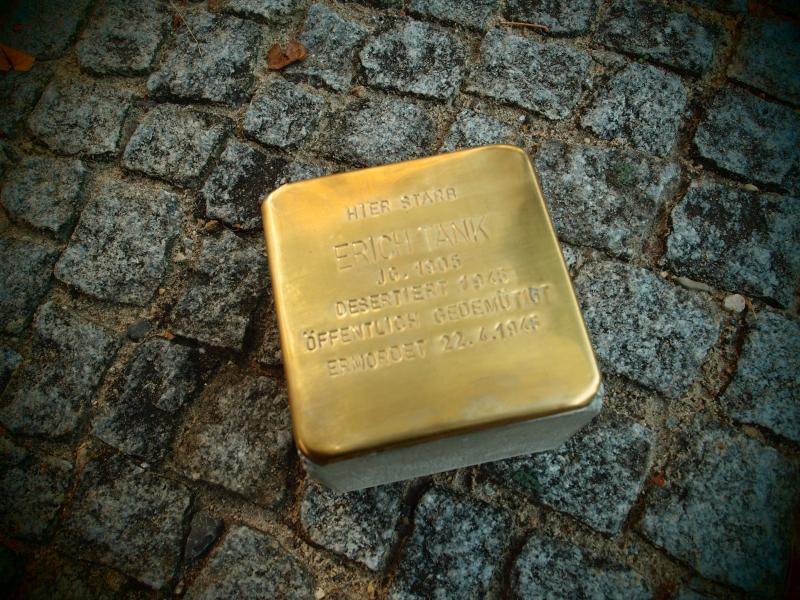 HIER STARB
ERICH TANK
JG. 1905
DESERTIERT 1945
ÖFFENTLICH GEDEMÜTIGT
ERMORDET 22.4.1945